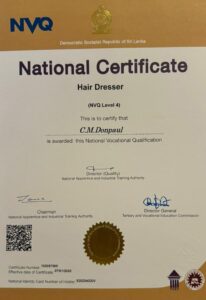 NVQ
Democratic Socialist Republic of Sri Lanka
National Certificate
Hair Dresser
(NVQ Level 4)
This is to certify that
C.M.Donpaul
is awarded this National Vocational Qualification
Director (Quality)
National Apprentice and Industrial Training Authority
Chairman
National Apprentice and Industrial Training Authority
Director General
Tertiary and Vocational Education Commission
Certificate Number
Effective date of Certificate
National Identity Card Number of Holder